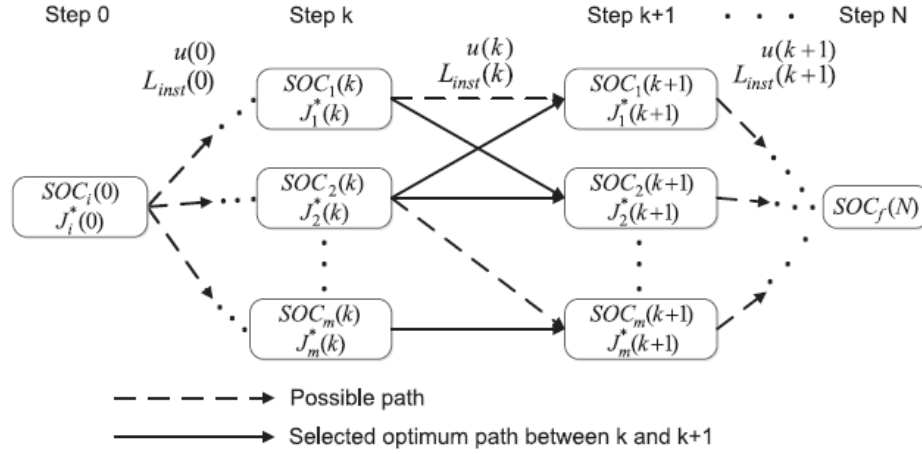 Step 0 Step k Step k+1 Step N
u(0)
L_inst(0)
u(k)
L_inst(k)
u(k+1)
L_inst(k+1)
SOC_1(k)
J_1^*(k)
SOC_1(k+1)
J_1^*(k+1)
SOC_i(0)
J_i^*(0)
SOC_2(k)
J_2^*(k)
SOC_2(k+1)
J_2^*(k+1)
SOC_f(N)
SOC_m(k)
J_m^*(k)
SOC_m(k+1)
J_m^*(k+1)
Possible path
Selected optimum path between k and k+1